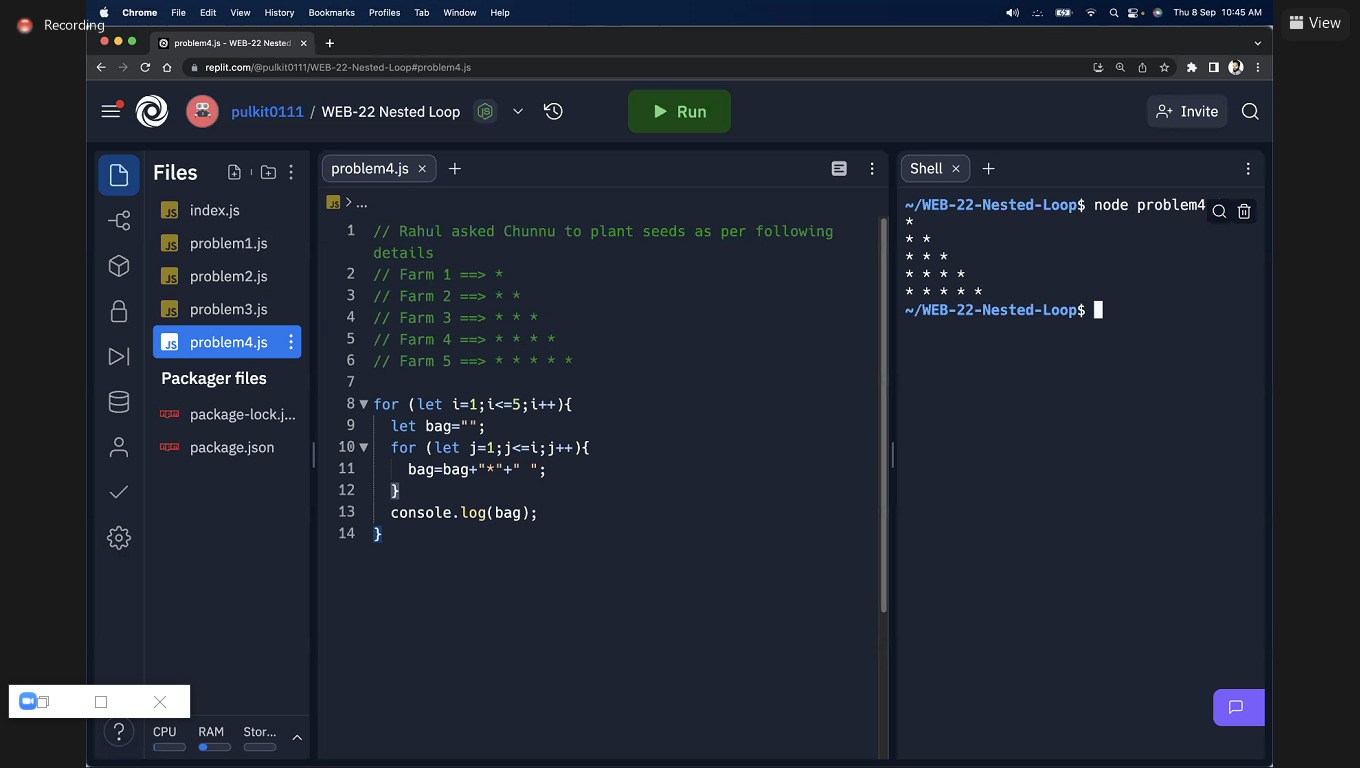 Recording
Chrome File Edit View History Bookmarks Profiles Tab Window Help Thu 8 Sep 10:45 AM
View
problem4.js - WEB-22 Nested
replit.com/@pulkit0111/WEB-22-Nested-Loop#problem4.js
pulkit0111 / WEB-22 Nested Loop
Run
Invite
Files
index.js
problem1.js
problem2.js
problem3.js
problem4.js
Packager files
package-lock.j...
package.json
CPU RAM Stor...
problem4.js
JS > ...
1 // Rahul asked Chunnu to plant seeds as per following
details
2 // Farm 1 ==> *
3 // Farm 2 ==> * *
4 // Farm 3 ==> * * *
5 // Farm 4 ==> * * * *
6 // Farm 5 ==> * * * * *
7
8 for (let i=1;i<=5;i++){
9 let bag="";
10 for (let j=1;j<=i;j++){
11 bag=bag+"*"+" ";
12 }
13 console.log(bag);
14 }
Shell
~/WEB-22-Nested-Loop$ node problem4
*
* *
* * *
* * * *
* * * * *
~/WEB-22-Nested-Loop$